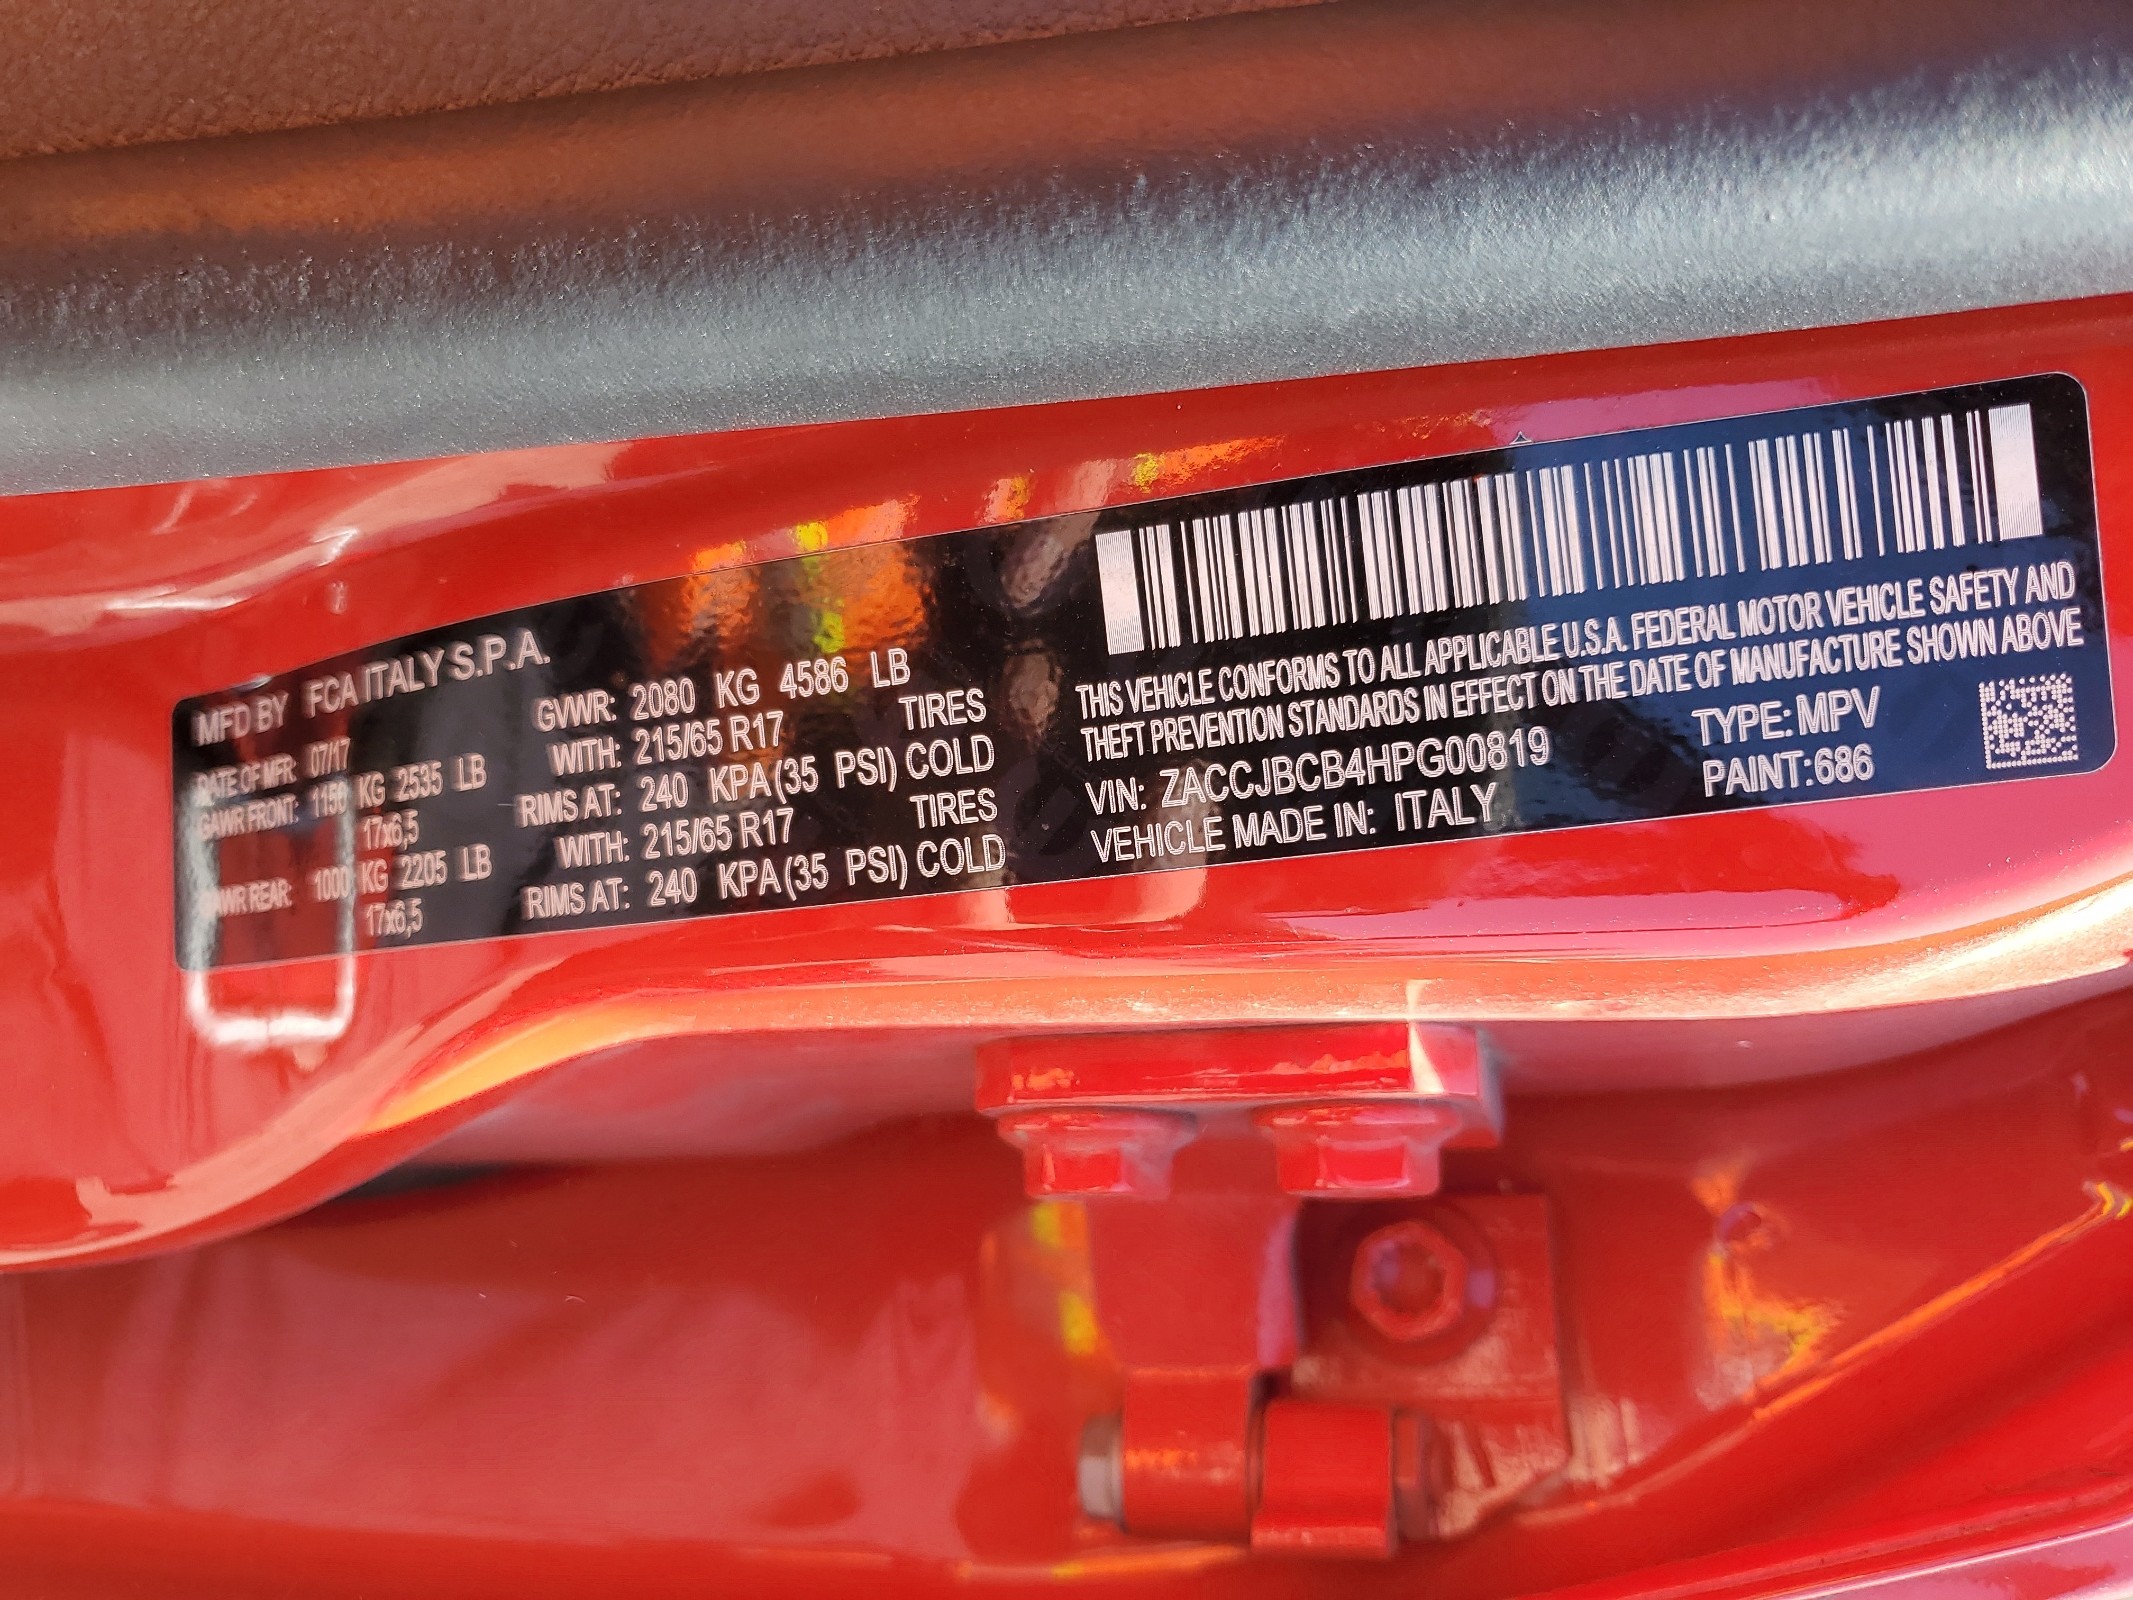 MFD BY FCA ITALY S.P.A.
DATE OF MFR: 07/17 GVWR: 2080 KG 4586 LB
GAWR FRONT: 1150 KG 2535 LB WITH: 215/65 R17 TIRES
17x6,5 RIMS AT: 240 KPA(35 PSI) COLD
GAWR REAR: 1000 KG 2205 LB WITH: 215/65 R17 TIRES
17x6,5 RIMS AT: 240 KPA(35 PSI) COLD
THIS VEHICLE CONFORMS TO ALL APPLICABLE U.S.A. FEDERAL MOTOR VEHICLE SAFETY AND
THEFT PREVENTION STANDARDS IN EFFECT ON THE DATE OF MANUFACTURE SHOWN ABOVE
VIN: ZACCJBCB4HPG00819 TYPE: MPV
VEHICLE MADE IN: ITALY PAINT:686